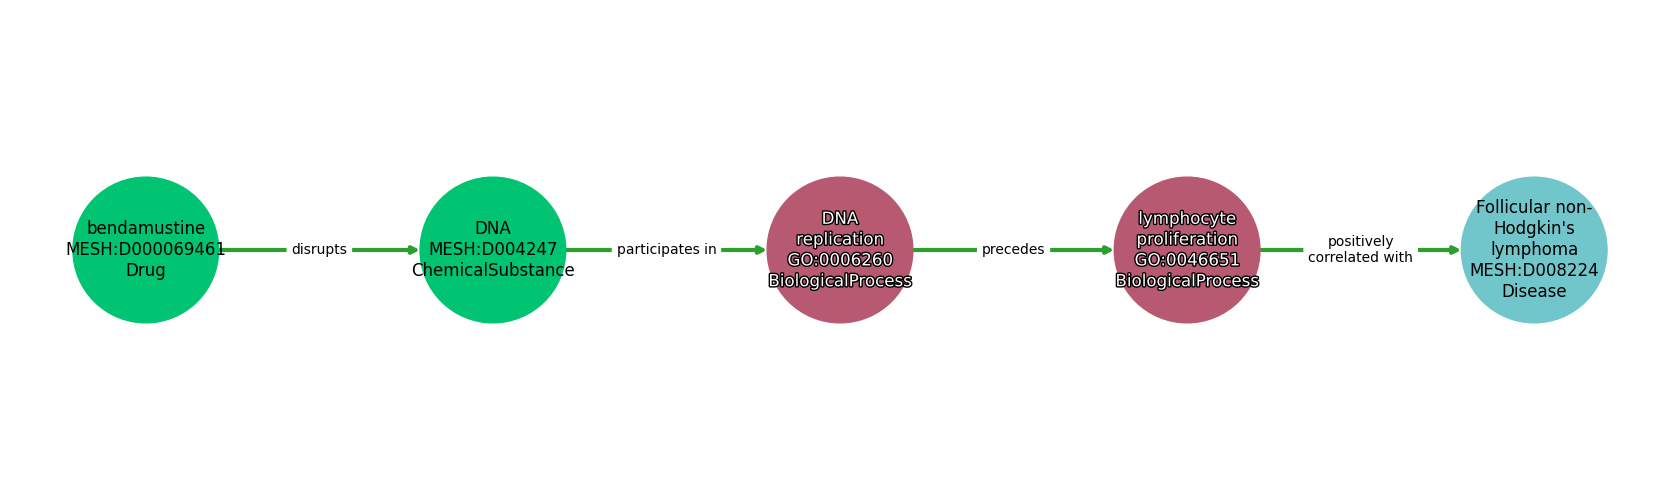 bendamustine
MESH:D000069461
Drug
disrupts
DNA
MESH:D004247
ChemicalSubstance
participates in
DNA
replication
GO:0006260
BiologicalProcess
precedes
lymphocyte
proliferation
GO:0046651
BiologicalProcess
positively
correlated with
Follicular non-
Hodgkin's
lymphoma
MESH:D008224
Disease